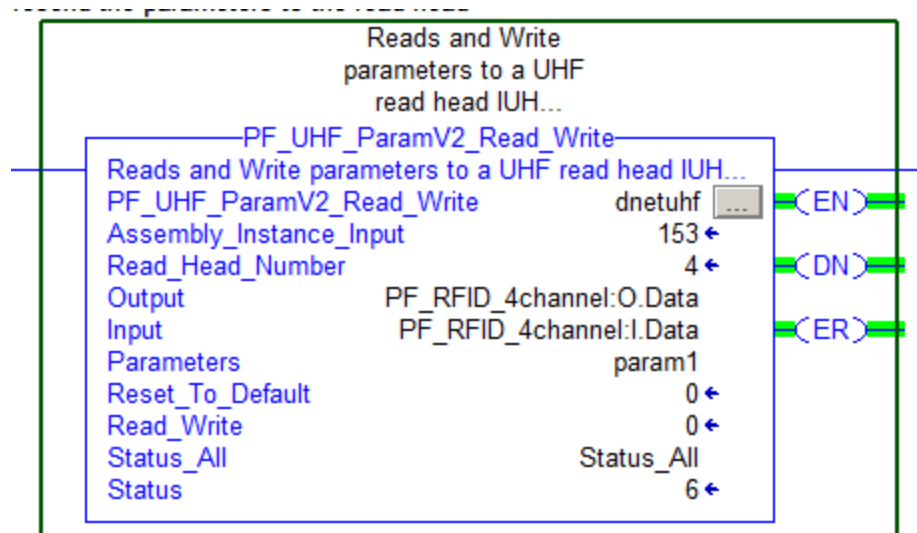 Reads and Write
parameters to a UHF
read head IUH...
PF_UHF_ParamV2_Read_Write
Reads and Write parameters to a UHF read head IUH...
PF_UHF_ParamV2_Read_Write dnetuhf ... EN
Assembly_Instance_Input 153
Read_Head_Number 4 DN
Output PF_RFID_4channel:O.Data
Input PF_RFID_4channel:I.Data ER
Parameters param1
Reset_To_Default 0
Read_Write 0
Status_All Status_All
Status 6